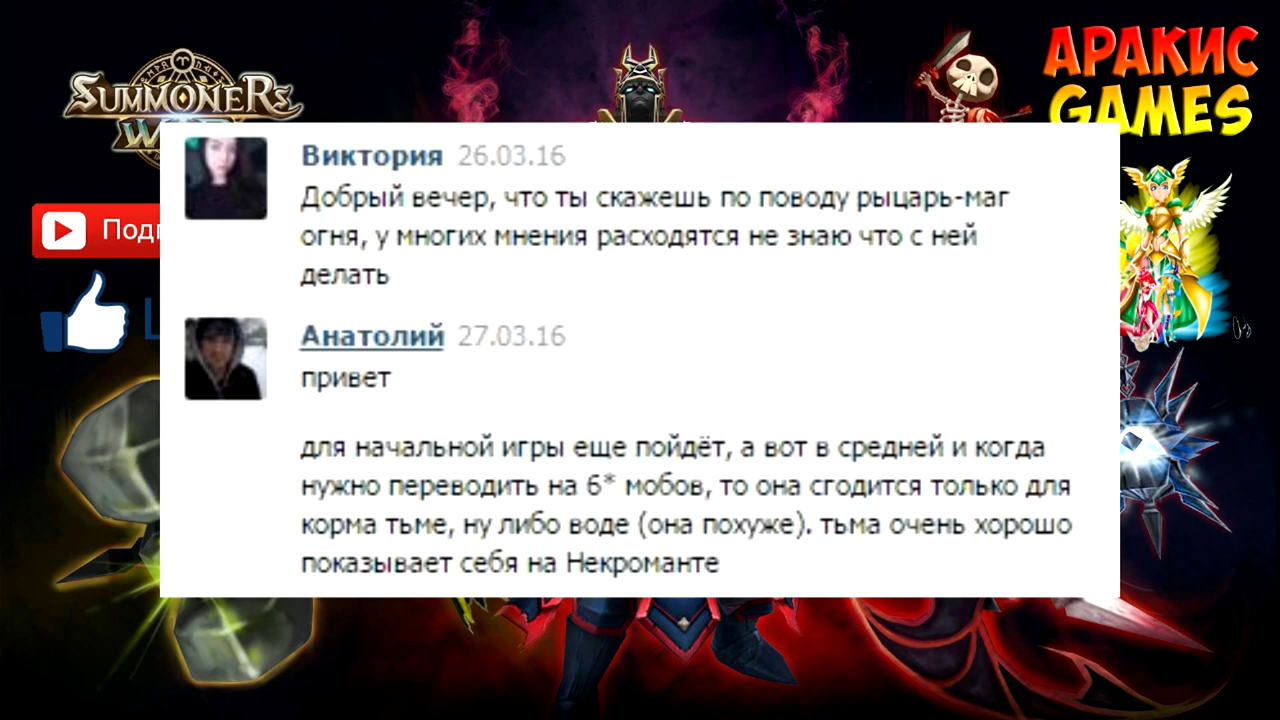 SUMMONERS
АРАКИС
GAMES
Виктория 26.03.16
Добрый вечер, что ты скажешь по поводу рыцарь-маг
огня, у многих мнения расходятся не знаю что с ней
делать
Анатолий 27.03.16
привет
для начальной игры еще пойдёт, а вот в средней и когда
нужно переводить на 6* мобов, то она сгодится только для
корма тьме, ну либо воде (она похуже). тьма очень хорошо
показывает себя на Некроманте